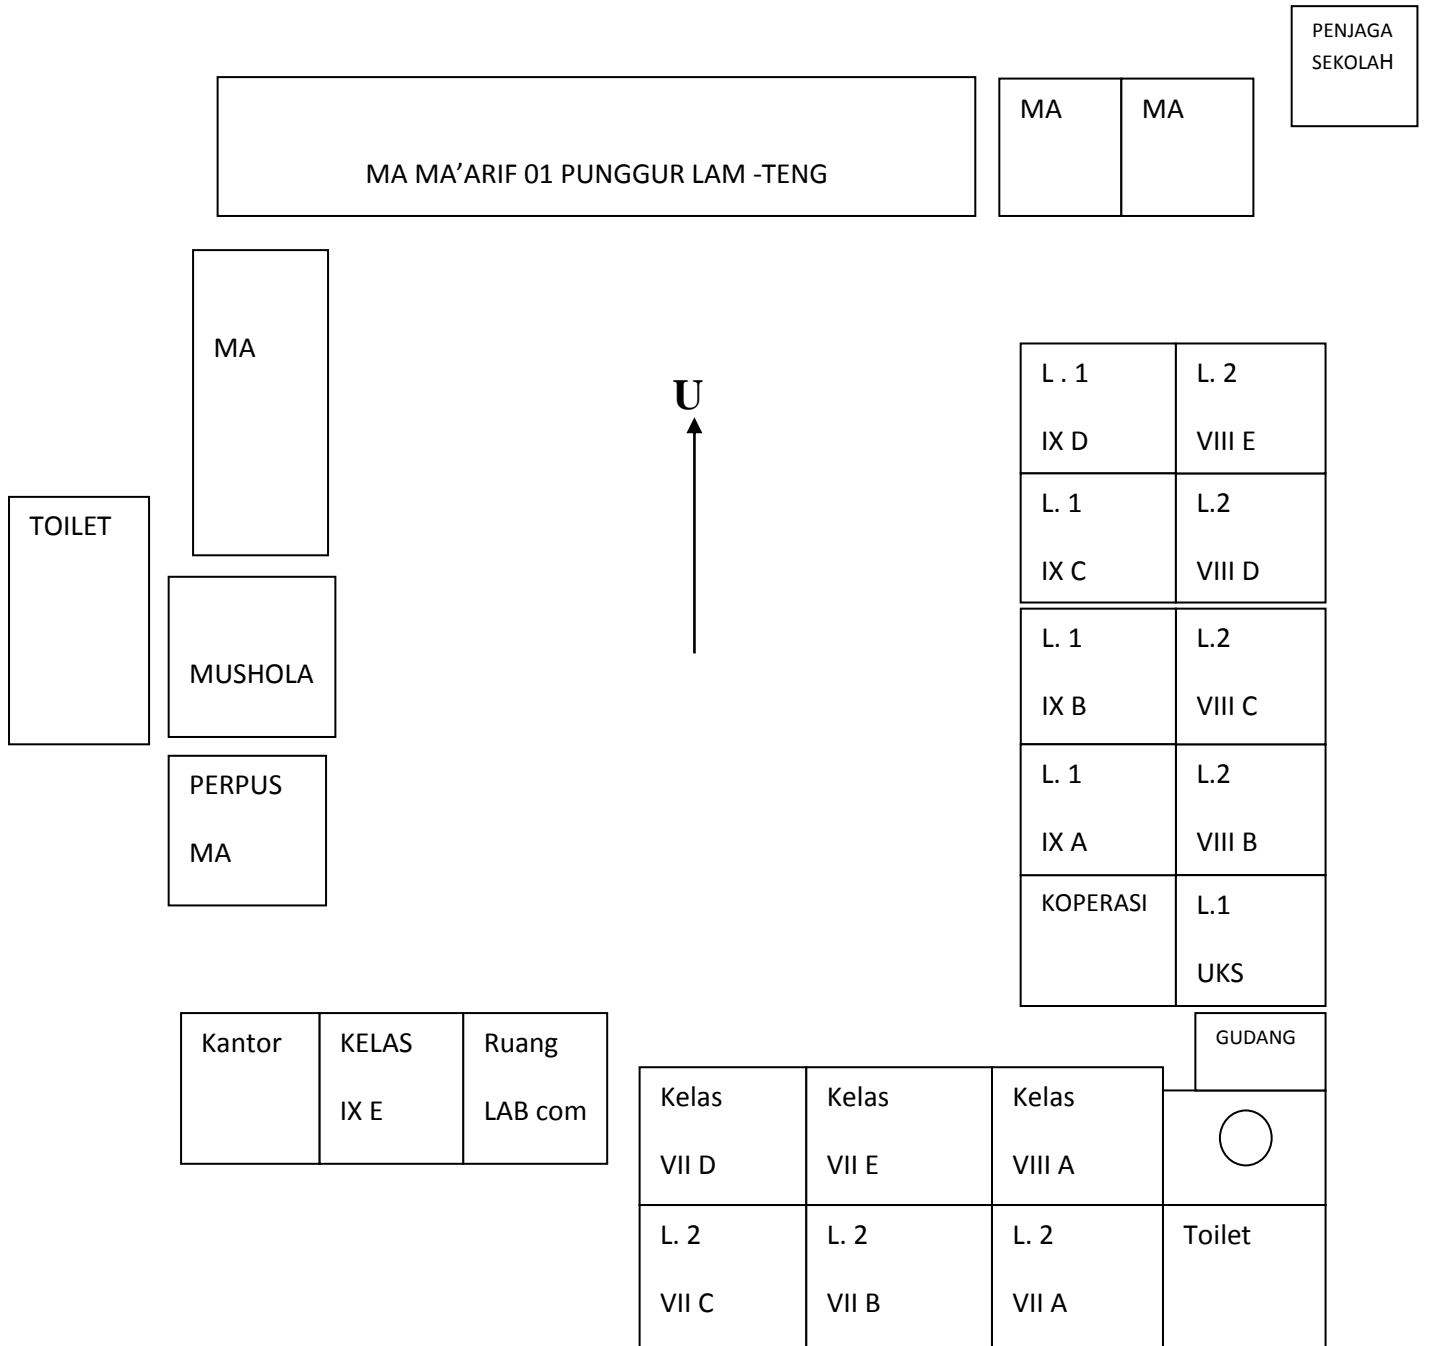 PENJAGA
SEKOLAH
MA MA’ARIF 01 PUNGGUR LAM -TENG
MA
MA
MA
U
TOILET
MUSHOLA
PERPUS
MA
L . 1
IX D
L. 2
VIII E
L. 1
IX C
L.2
VIII D
L. 1
IX B
L.2
VIII C
L. 1
IX A
L.2
VIII B
KOPERASI
L.1
UKS
GUDANG
Kantor
KELAS
IX E
Ruang
LAB com
Kelas
VII D
Kelas
VII E
Kelas
VIII A
L. 2
VII C
L. 2
VII B
L. 2
VII A
Toilet